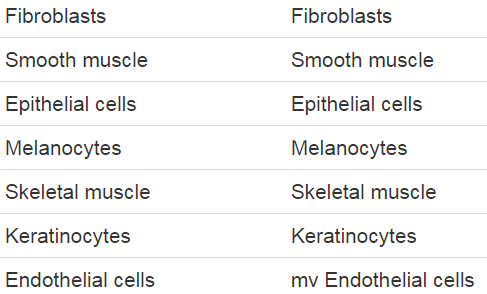 Fibroblasts Fibroblasts
Smooth muscle Smooth muscle
Epithelial cells Epithelial cells
Melanocytes Melanocytes
Skeletal muscle Skeletal muscle
Keratinocytes Keratinocytes
Endothelial cells mv Endothelial cells